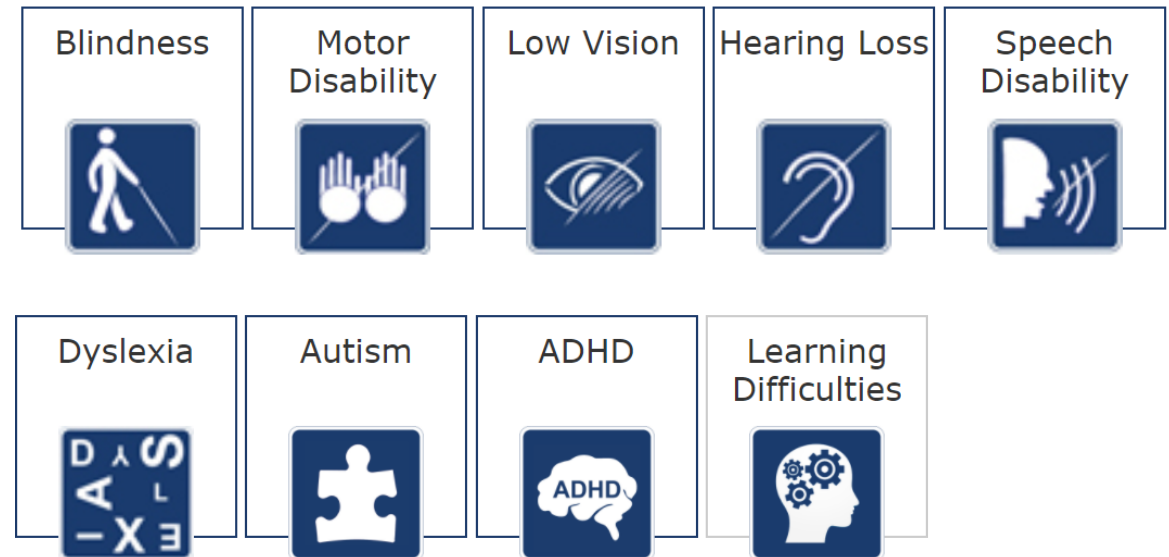 Blindness
Motor
Disability
Low Vision
Hearing Loss
Speech
Disability
Dyslexia
D Y S
A L
I X E
Autism
ADHD
ADHD
Learning
Difficulties